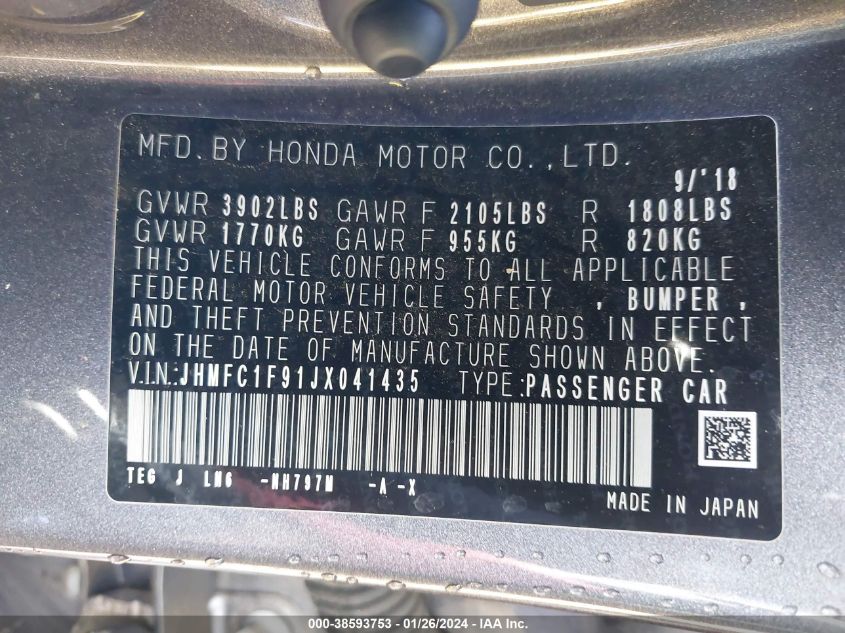 MFD. BY HONDA MOTOR CO., LTD.
9/'18
GVWR 3902LBS GAWR F 2105LBS R 1808LBS
GVWR 1770KG GAWR F 955KG R 820KG
THIS VEHICLE CONFORMS TO ALL APPLICABLE
FEDERAL MOTOR VEHICLE SAFETY , BUMPER ,
AND THEFT PREVENTION STANDARDS IN EFFECT
ON THE DATE OF MANUFACTURE SHOWN ABOVE.
V.I.N.:JHMFC1F91JX041435 TYPE:PASSENGER CAR
TEG J LMG -NH797M -A -X
MADE IN JAPAN
000-38593753 - 01/26/2024 - IAA Inc.